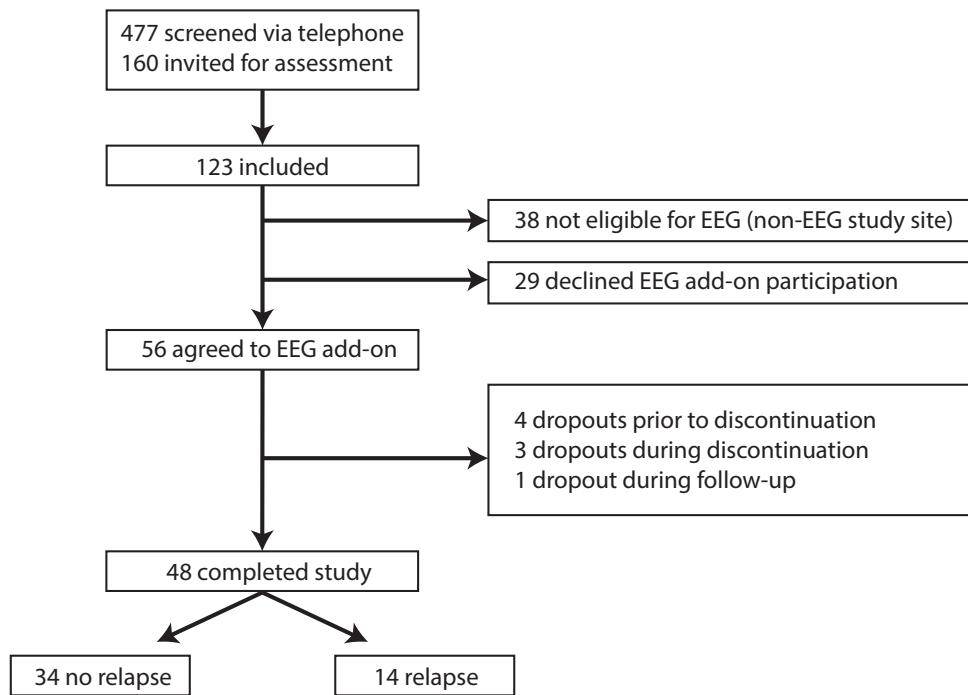 477 screened via telephone
160 invited for assessment
123 included
38 not eligible for EEG (non-EEG study site)
29 declined EEG add-on participation
56 agreed to EEG add-on
4 dropouts prior to discontinuation
3 dropouts during discontinuation
1 dropout during follow-up
48 completed study
34 no relapse
14 relapse